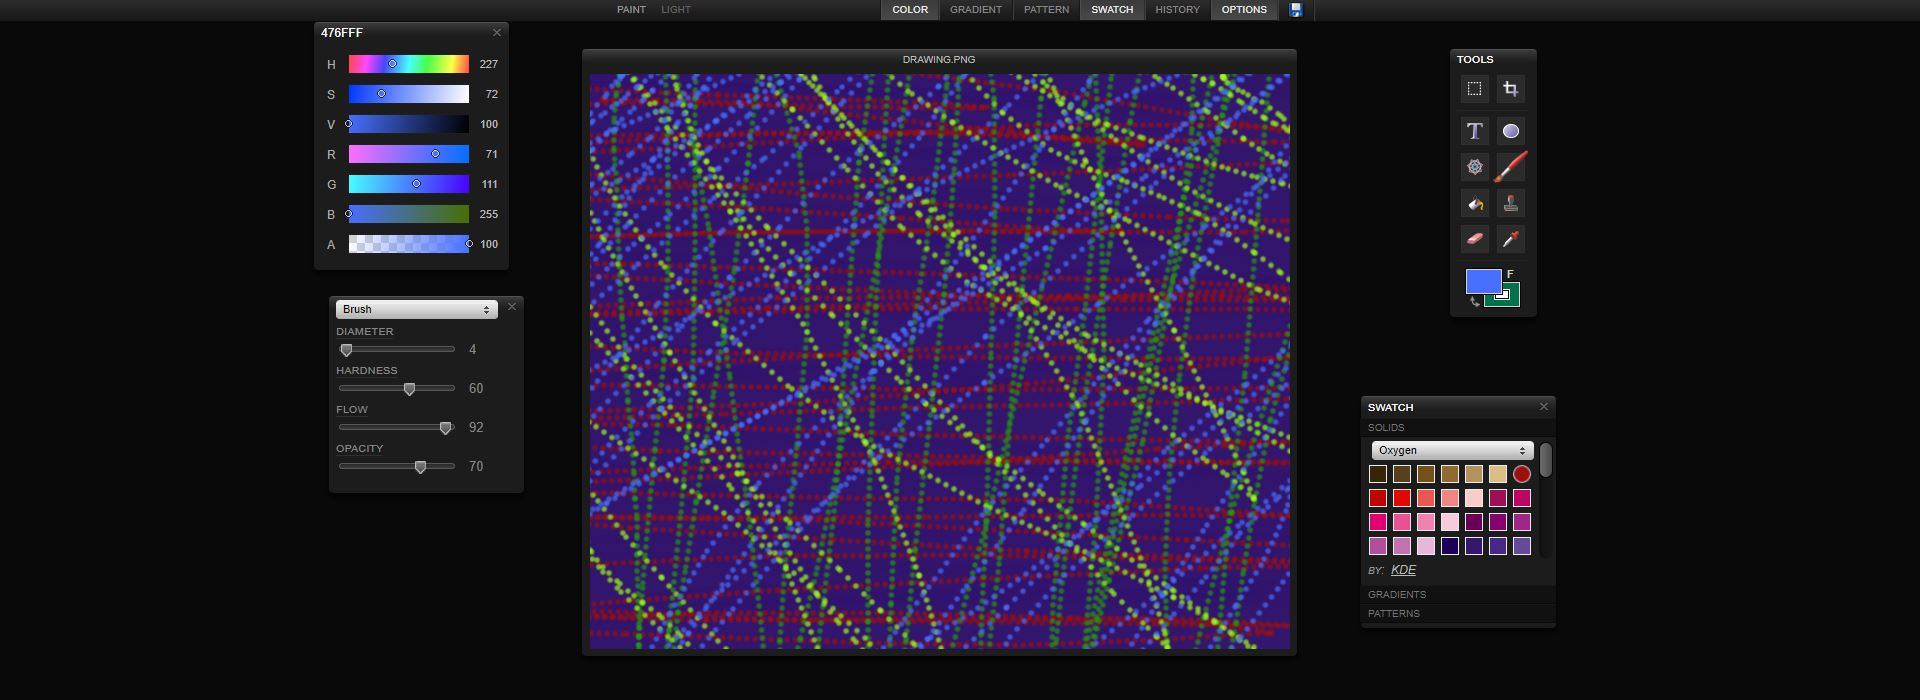 PAINT LIGHT COLOR GRADIENT PATTERN SWATCH HISTORY OPTIONS
476FFF
H 227
S 72
V 100
R 71
G 111
B 255
A 100
Brush
DIAMETER
4
HARDNESS
60
FLOW
92
OPACITY
70
DRAWING.PNG
TOOLS
T
F
SWATCH
SOLIDS
Oxygen
BY: KDE
GRADIENTS
PATTERNS